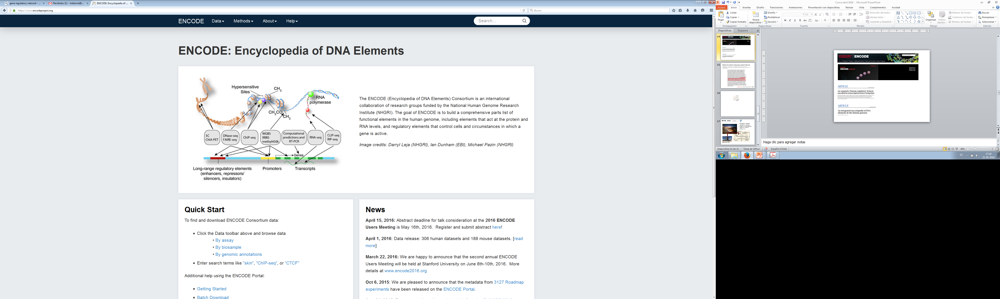 gene regulatory network - ...
Recibidos (1) - mlatorre@i...
ENCODE: Encyclopedia of ...
https://www.encodeproject.org
Buscar
ENCODE Data Methods About Help
Search...
ENCODE: Encyclopedia of DNA Elements
Hypersensitive
Sites
CH3
RNA
polymerase
CH3CO
CH3
5C
ChIA-PET
DNase-seq
FAIRE-seq
ChIP-seq
WGBS
RRBS
methyl450k
Computational
predictions and
RT-PCR
RNA-seq
CLIP-seq
RIP-seq
Genes
Long-range regulatory elements
(enhancers, repressors/
silencers, insulators)
Promoters
Transcripts
The ENCODE (Encyclopedia of DNA Elements) Consortium is an international
collaboration of research groups funded by the National Human Genome Research
Institute (NHGRI). The goal of ENCODE is to build a comprehensive parts list of
functional elements in the human genome, including elements that act at the protein and
RNA levels, and regulatory elements that control cells and circumstances in which a
gene is active.
Image credits: Darryl Leja (NHGRI), Ian Dunham (EBI), Michael Pazin (NHGRI)
Quick Start
To find and download ENCODE Consortium data:
• Click the Data toolbar above and browse data
• By assay
• By biosample
• By genomic annotations
• Enter search terms like "skin", "ChIP-seq", or "CTCF"
Additional help using the ENCODE Portal:
• Getting Started
• Batch Download
News
April 15, 2016: Abstract deadline for talk consideration at the 2016 ENCODE
Users Meeting is May 16th, 2016. Register and submit abstract here!
April 1, 2016: Data release: 306 human datasets and 188 mouse datasets. [read
more]
March 22, 2016: We are happy to announce that the second annual ENCODE
Users Meeting will be held at Stanford University on June 8th-10th, 2016. More
details at www.encode2016.org
Oct 6, 2015: We are pleased to announce that the metadata from 3127 Roadmap
experiments have been released on the ENCODE Portal.
Conce abril 2016 - Microsoft PowerPoint
Archivo Inicio Insertar Diseño Transiciones Animaciones Presentación con diapositivas Revisar Vista Complementos Acrobat
Pegar
Cortar
Copiar
Copiar formato
Portapapeles
Nueva
diapositiva
Diseño
Restablecer
Sección
Diapositivas
12
Fuente
Dirección del texto
Alinear texto
Convertir a SmartArt
Párrafo
Organizar
Estilos
rápidos
Relleno de forma
Contorno de forma
Efectos de formas
Dibujo
Buscar
Reemplazar
Seleccionar
Edición
Diapositivas Esquema
14
15
16
17
nature ENCODE
nature
ENCODE explorer
ARTICLE
An expansive human regulatory lexicon
encoded in transcription factor footprints
ARTICLE
An integrated encyclopedia of DNA
elements in the human genome
Haga clic para agregar notas
Diapositiva 14 de 21 "Tema de Office" Español (Chile)
48%
ES
17:18
21-04-2016